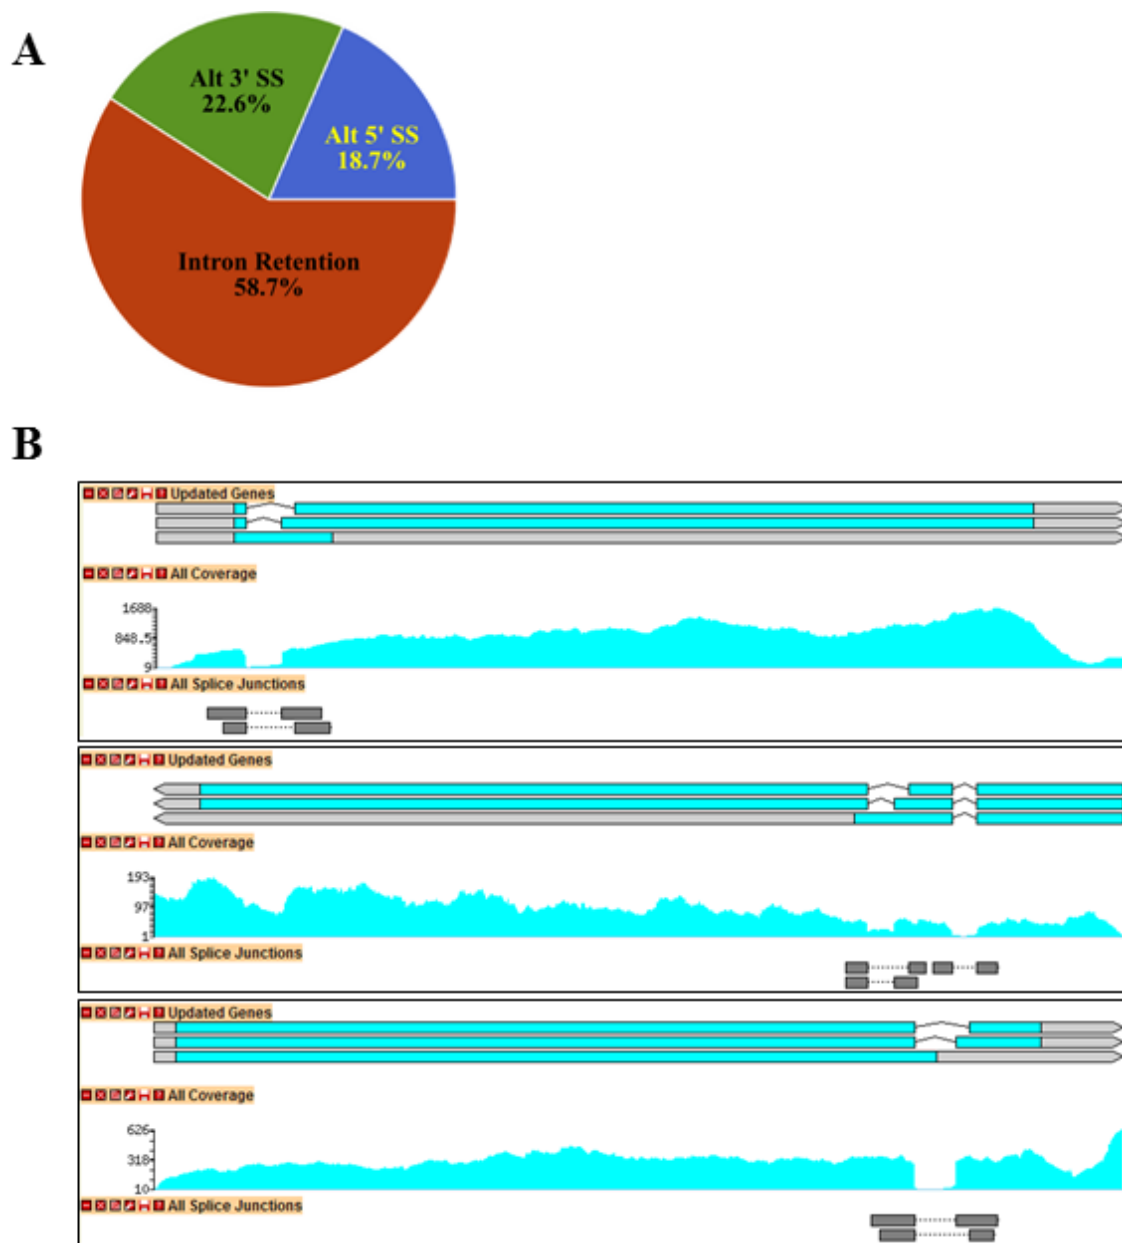 A
Alt 3' SS
22.6%
Alt 5' SS
18.7%
Intron Retention
58.7%
B
Updated Genes
All Coverage
1688
848.5
9
All Splice Junctions
Updated Genes
All Coverage
193
97
1
All Splice Junctions
Updated Genes
All Coverage
626
318
10
All Splice Junctions